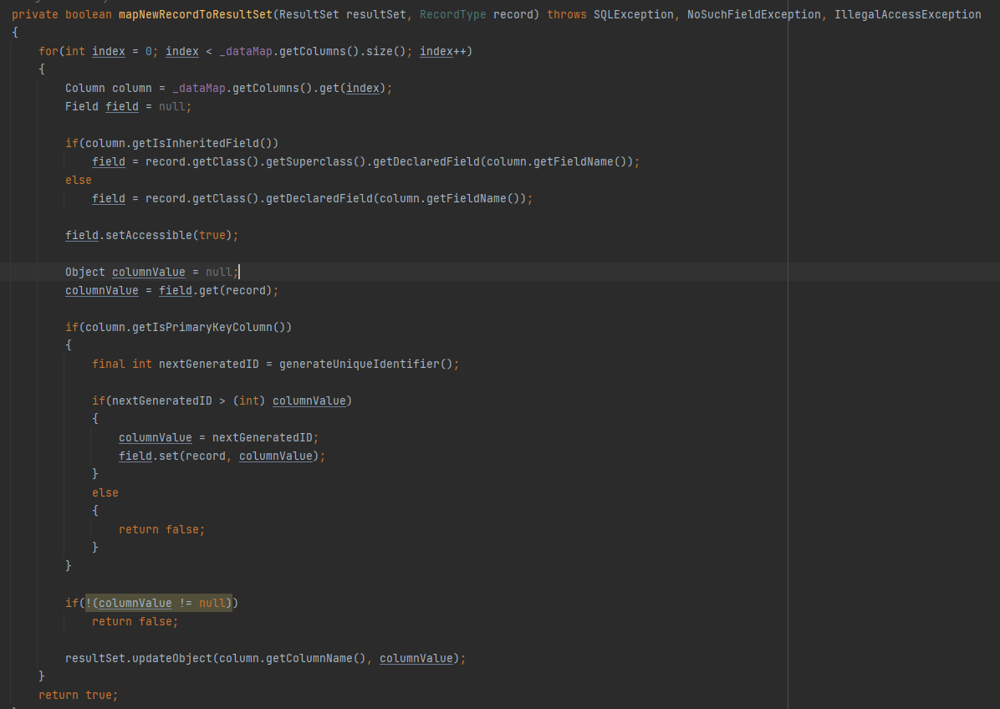 private boolean mapNewRecordToResultSet(ResultSet resultSet, RecordType record) throws SQLException, NoSuchFieldException, IllegalAccessException
{
for(int index = 0; index < _dataMap.getColumns().size(); index++)
{
Column column = _dataMap.getColumns().get(index);
Field field = null;
if(column.getIsInheritedField())
field = record.getClass().getSuperclass().getDeclaredField(column.getFieldName());
else
field = record.getClass().getDeclaredField(column.getFieldName());
field.setAccessible(true);
Object columnValue = null;
columnValue = field.get(record);
if(column.getIsPrimaryKeyColumn())
{
final int nextGeneratedID = generateUniqueIdentifier();
if(nextGeneratedID > (int) columnValue)
{
columnValue = nextGeneratedID;
field.set(record, columnValue);
}
else
{
return false;
}
}
if(!(columnValue != null))
return false;
resultSet.updateObject(column.getColumnName(), columnValue);
}
return true;